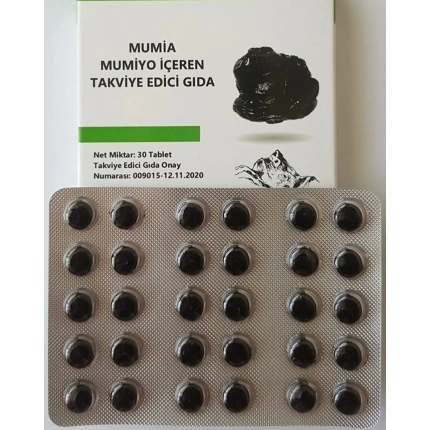 MUMİA
MUMİYO İÇEREN
TAKVİYE EDİCİ GIDA
Net Miktar: 30 Tablet
Takviye Edici Gıda Onay
Numarası: 009015-12.11.2020